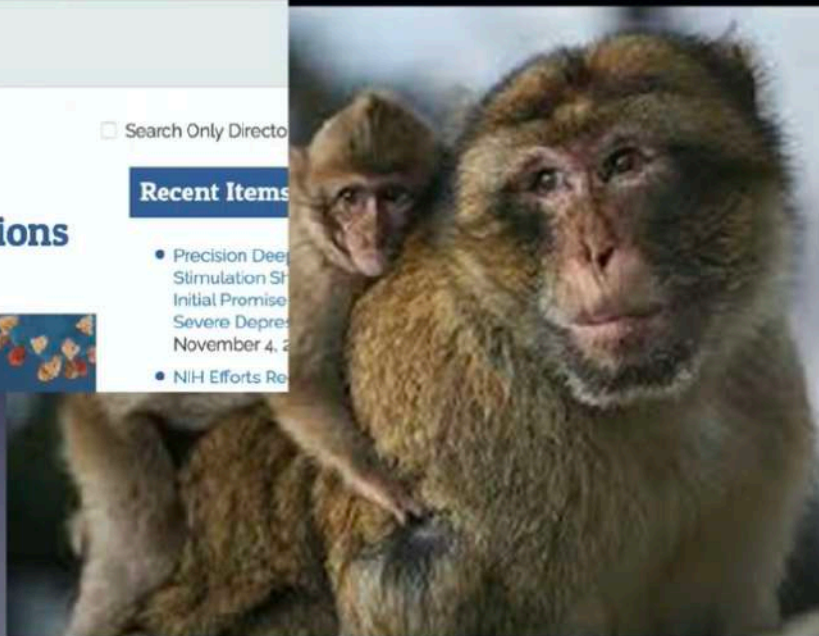 Search Only Directo
Recent Items
ions
Precision Deep
Stimulation Sh
Initial Promise
Severe Depres
November 4, 2
NIH Efforts Re